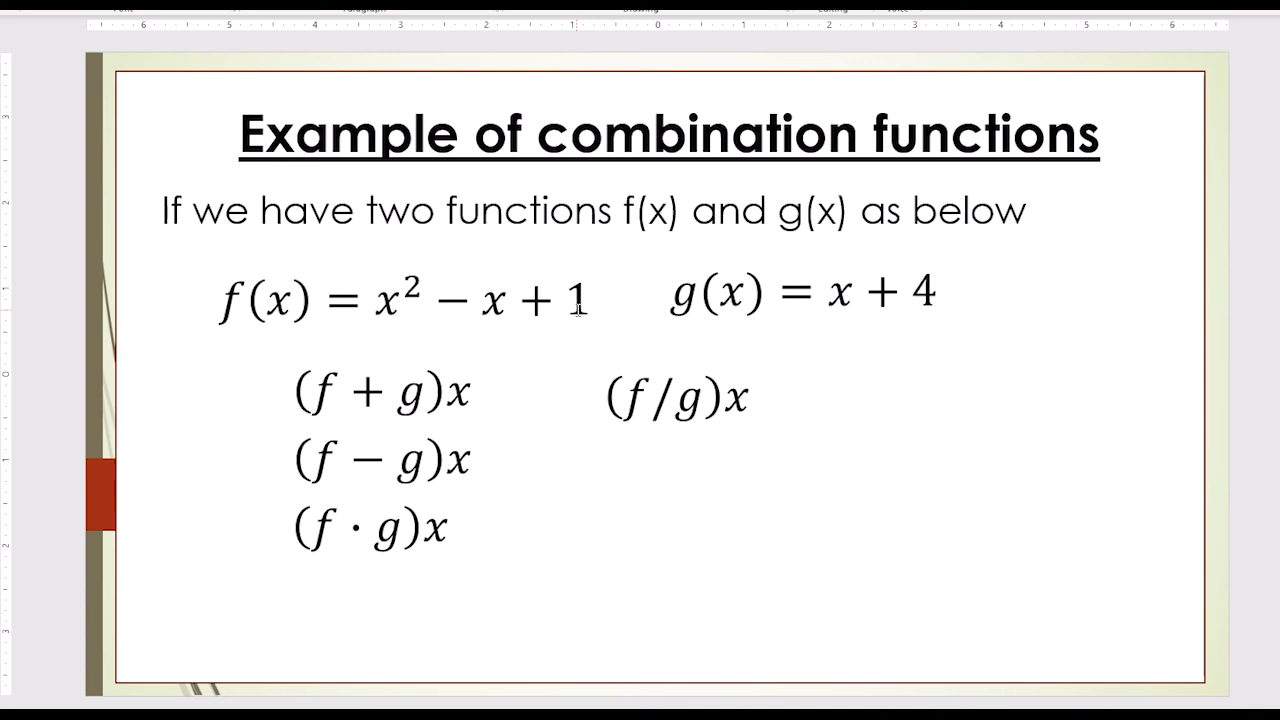 Example of combination functions
If we have two functions f(x) and g(x) as below
f(x) = x² − x + 1 g(x) = x + 4
(f + g)x (f/g)x
(f − g)x
(f · g)x